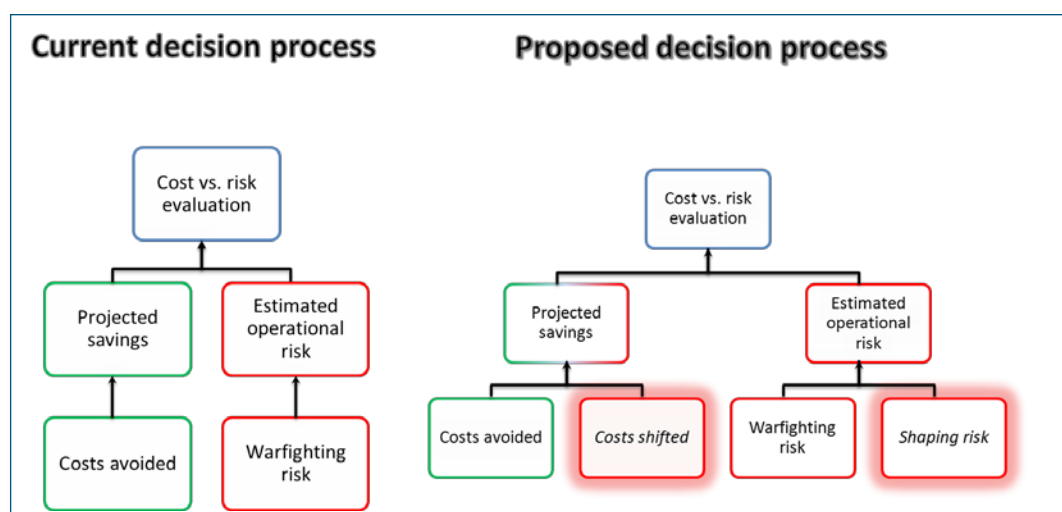 Current decision process
Proposed decision process
Cost vs. risk
evaluation
Projected
savings
Estimated
operational
risk
Costs avoided
Warfighting
risk
Cost vs. risk
evaluation
Projected
savings
Estimated
operational
risk
Costs avoided
Costs shifted
Warfighting
risk
Shaping risk